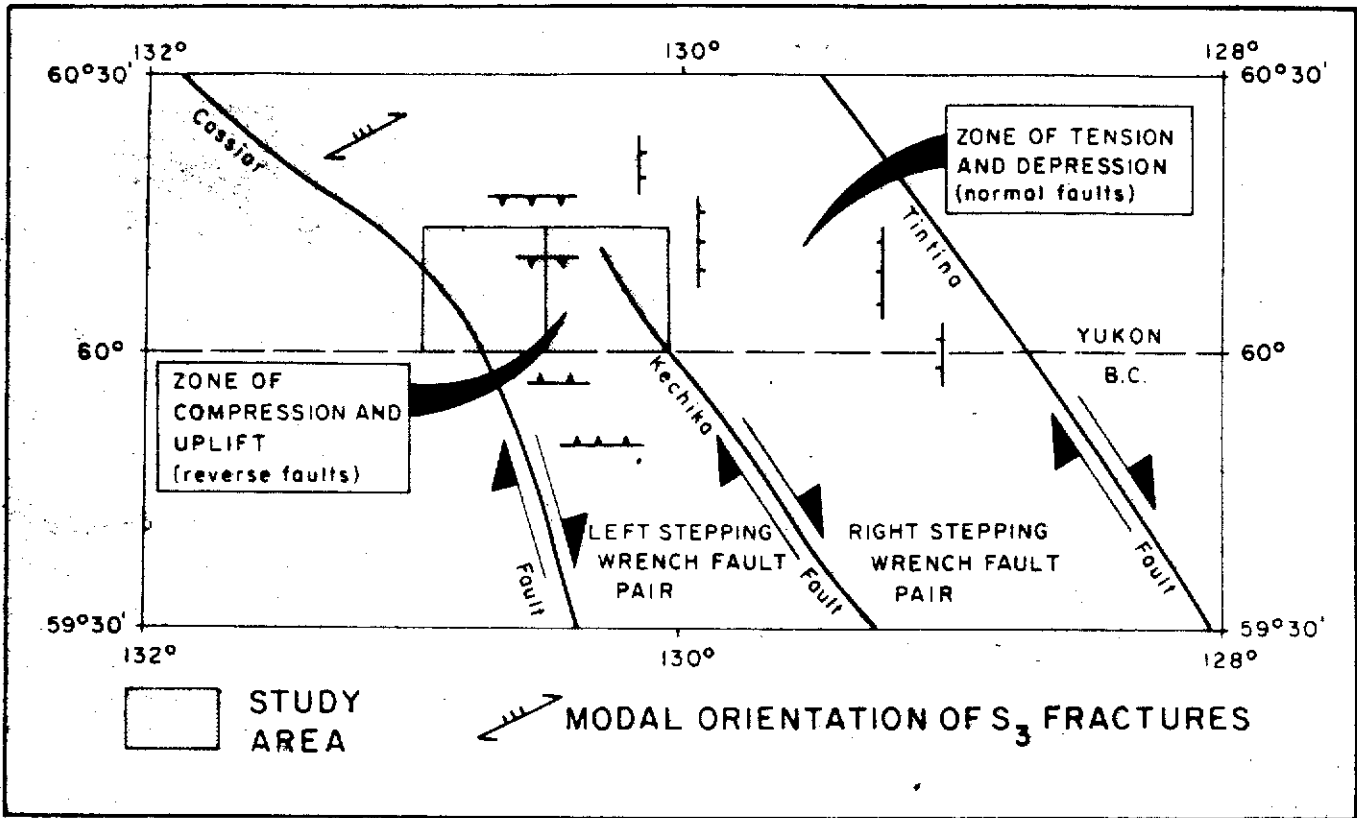 132°
130°
128°
60°30'
60°30'
Cassiar
ZONE OF TENSION
AND DEPRESSION
(normal faults)
Tintina
60°
60°
YUKON
B.C.
ZONE OF
COMPRESSION AND
UPLIFT
(reverse faults)
Kechika
LEFT STEPPING
WRENCH FAULT
PAIR
RIGHT STEPPING
WRENCH FAULT
PAIR
Fault
Fault
Fault
59°30'
59°30'
132°
130°
128°
STUDY
AREA
MODAL ORIENTATION OF S₃ FRACTURES